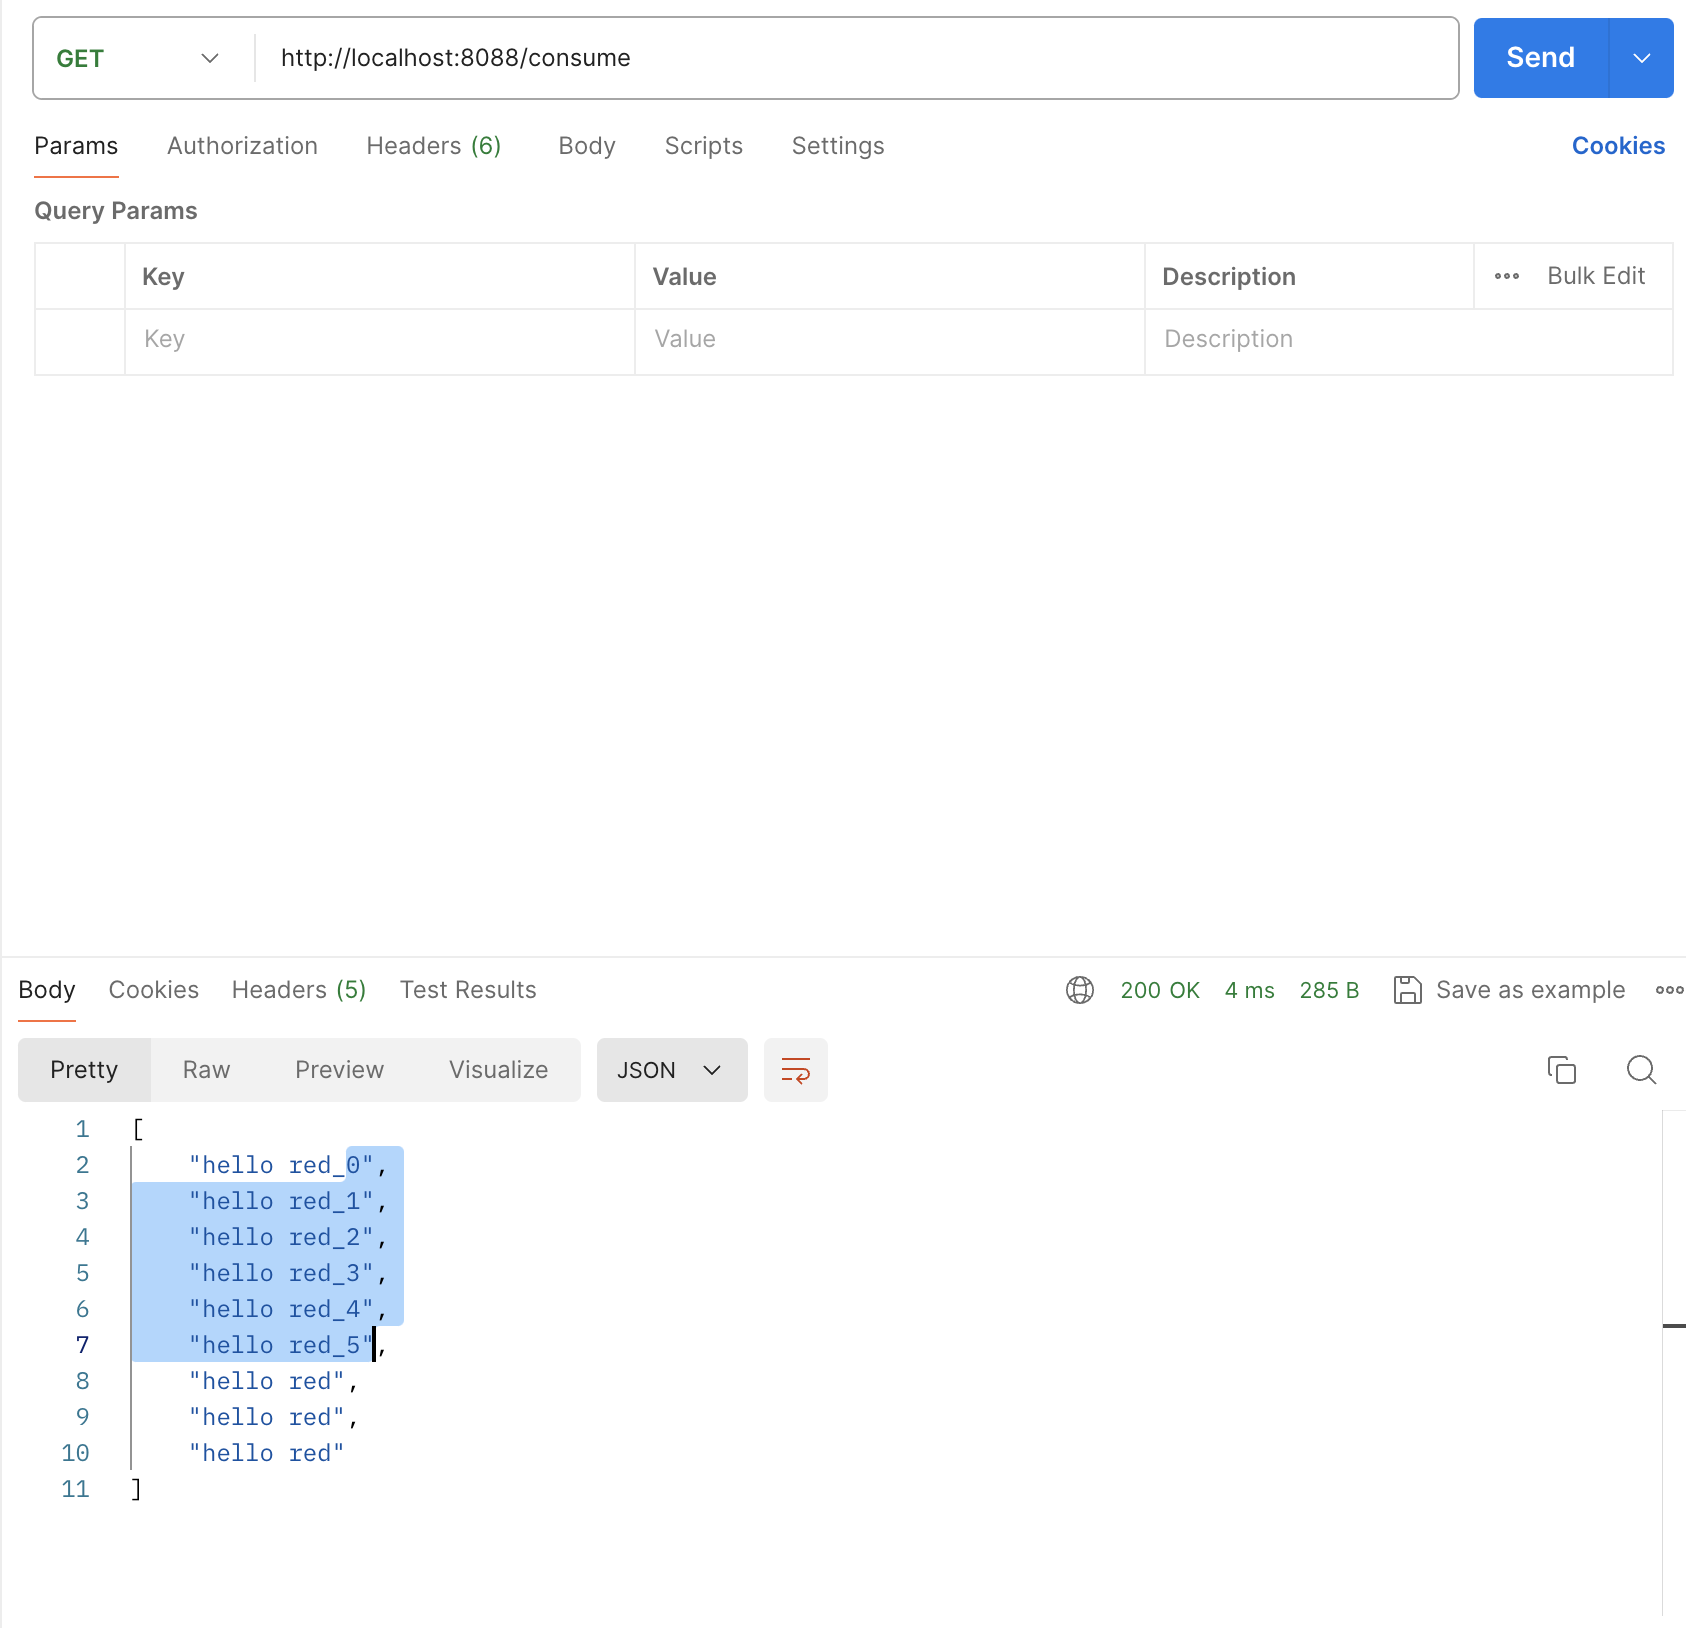 GET http://localhost:8088/consume Send
Params Authorization Headers (6) Body Scripts Settings Cookies
Query Params
Key Value Description Bulk Edit
Key Value Description
Body Cookies Headers (5) Test Results 200 OK 4 ms 285 B Save as example
Pretty Raw Preview Visualize JSON
1 [
2 "hello red_0",
3 "hello red_1",
4 "hello red_2",
5 "hello red_3",
6 "hello red_4",
7 "hello red_5",
8 "hello red",
9 "hello red",
10 "hello red"
11 ]